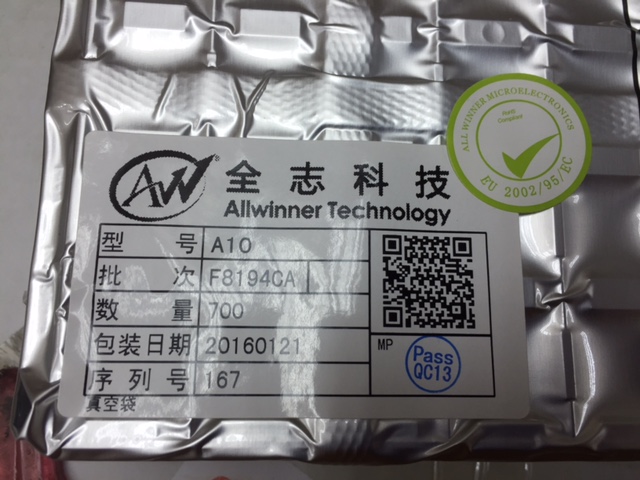 AW 全志科技
Allwinner Technology
型号 A10
批次 F8194CA
数量 700
包装日期 20160121
序列号 167
MP
Pass
QC13
真空袋
ALL WINNER MICROELECTRONICS
RoHS
Compliant
EU 2002/95/EC